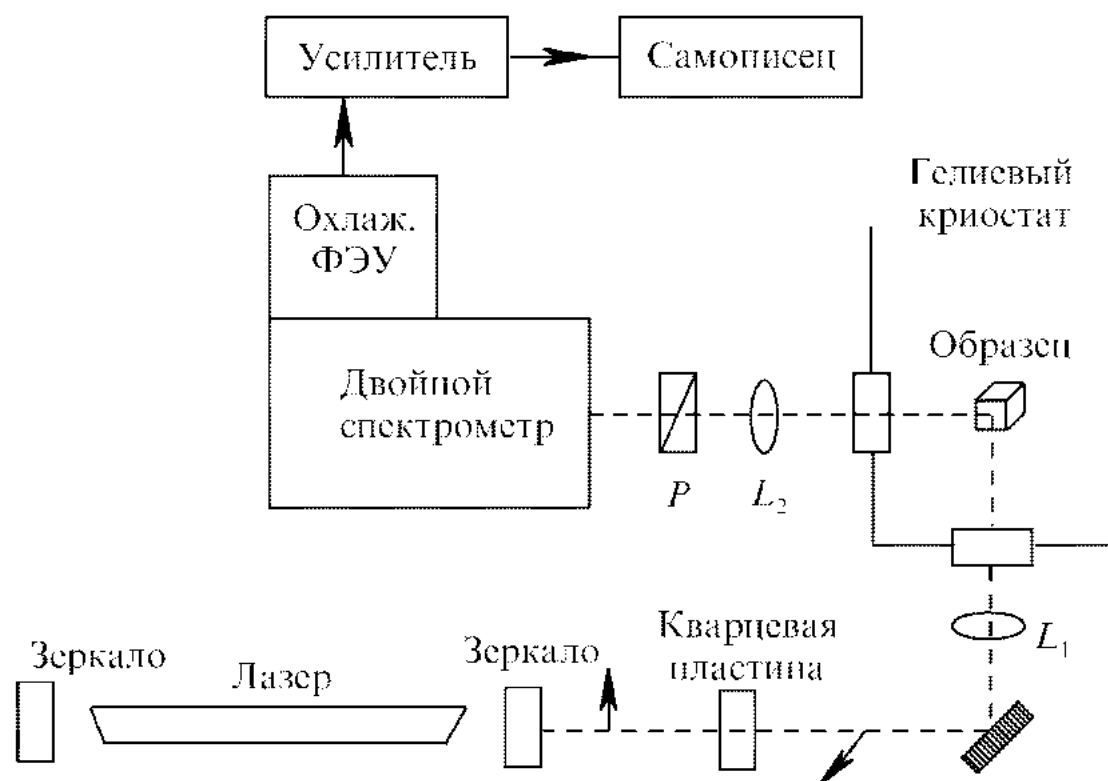 Усилитель
Самописец
Гелиевый
криостат
Охлаж.
ФЭУ
Образец
Двойной
спектрометр
P
L₂
L₁
Кварцевая
пластина
Зеркало
Лазер
Зеркало